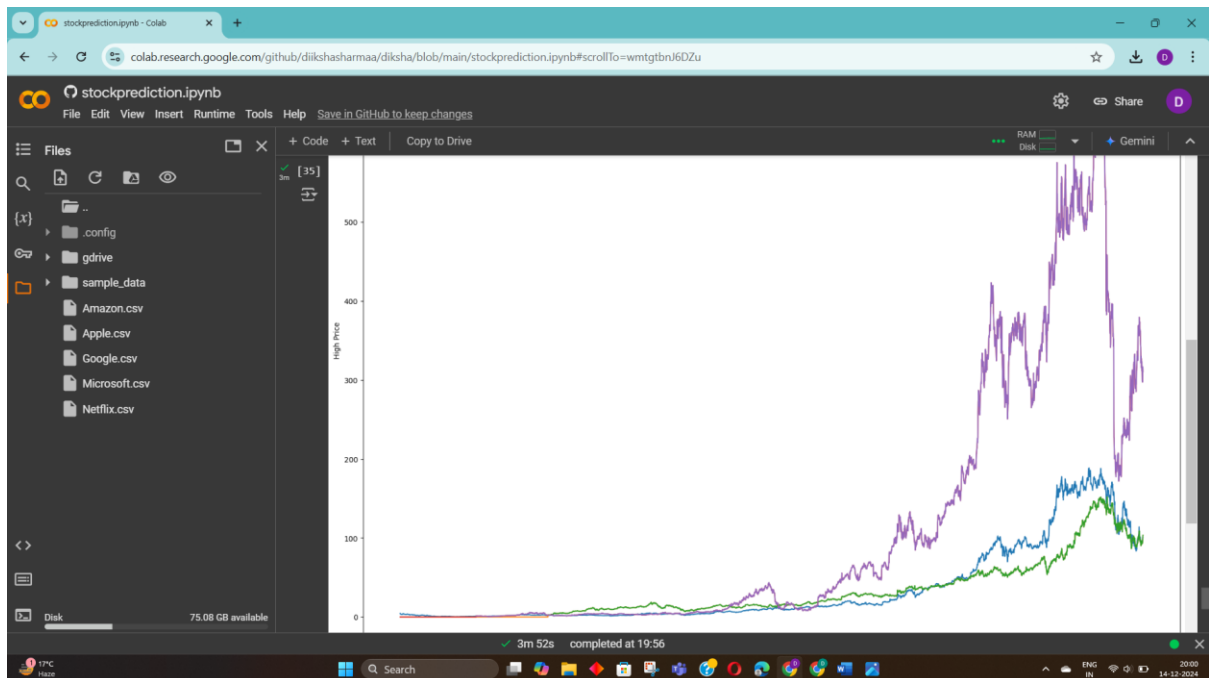 stockprediction.ipynb - Colab
colab.research.google.com/github/diikshasharmaa/diksha/blob/main/stockprediction.ipynb#scrollTo=wmtgtbnJ6DZu
D
CO
stockprediction.ipynb
File Edit View Insert Runtime Tools Help Save in GitHub to keep changes
Share
D
Files
+ Code + Text Copy to Drive
RAM
Disk
Gemini
[35]
3m
{x}
..
.config
gdrive
sample_data
Amazon.csv
Apple.csv
Google.csv
Microsoft.csv
Netflix.csv
High Price
500
400
300
200
100
0
<>
Disk 75.08 GB available
3m 52s completed at 19:56
1
17°C
Haze
Search
ENG
IN
20:00
14-12-2024